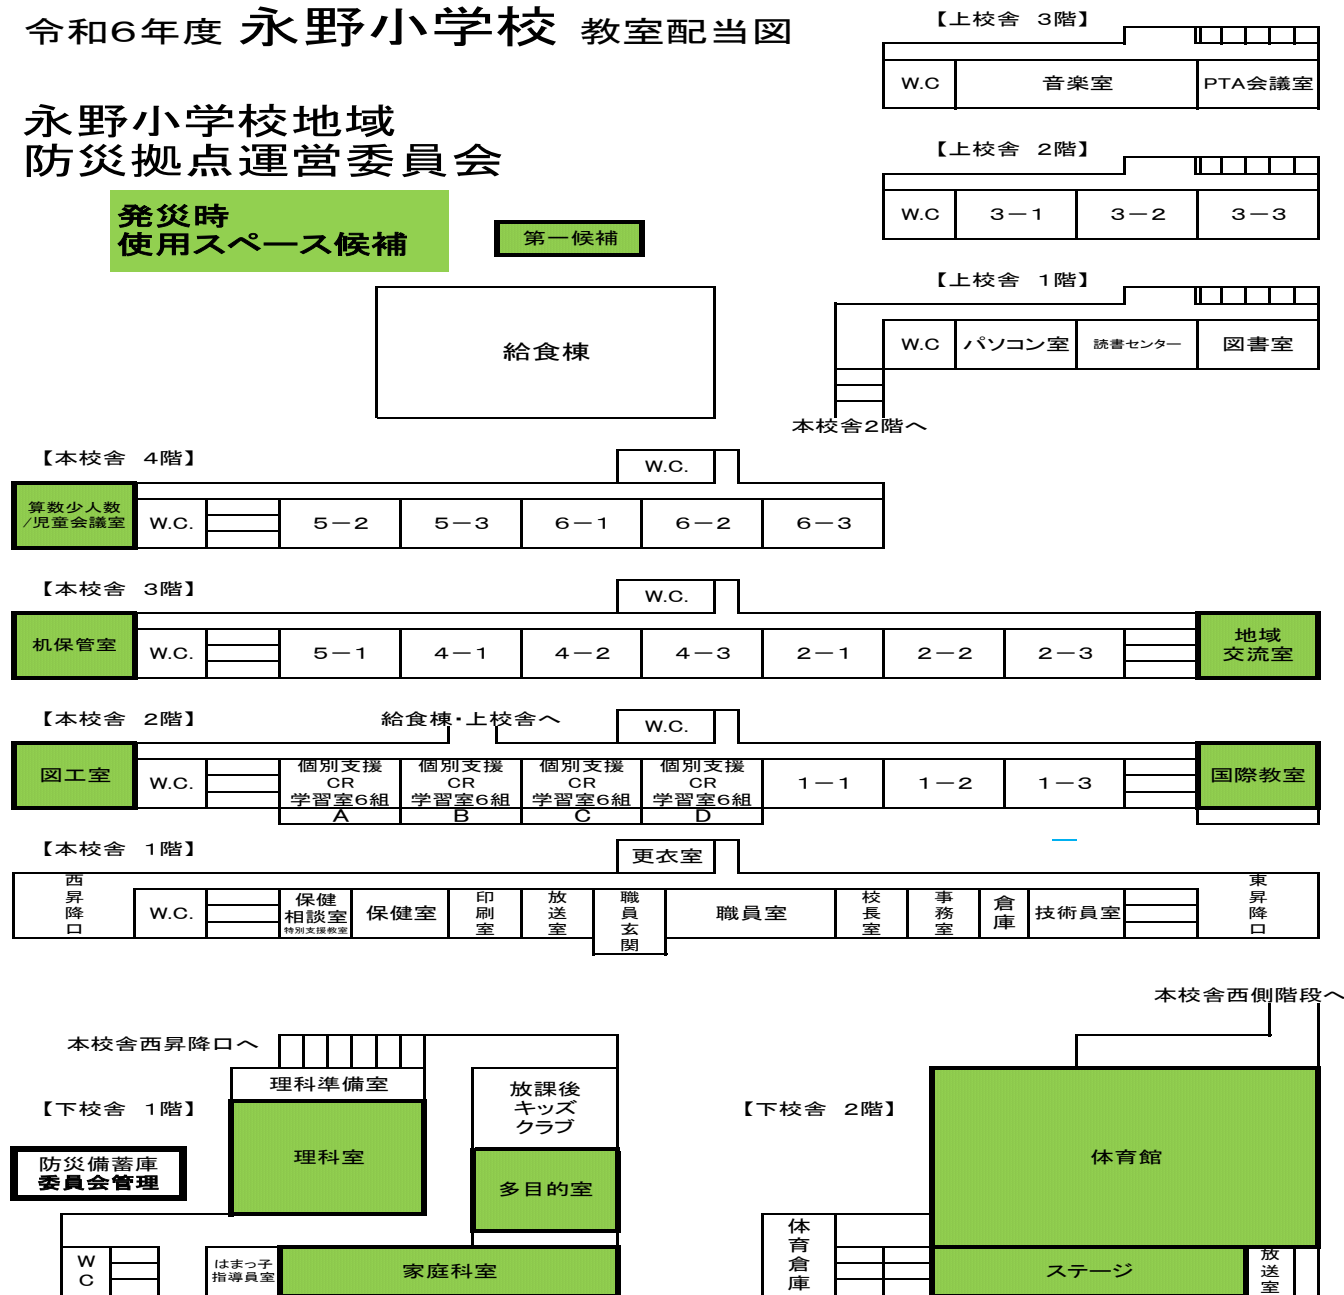 令和6年度 永野小学校 教室配当図
永野小学校地域
防災拠点運営委員会
発災時
使用スペース候補
第一候補
【上校舎 3階】
W.C 音楽室 PTA会議室
【上校舎 2階】
W.C 3－1 3－2 3－3
【上校舎 1階】
W.C パソコン室 読書センター 図書室
本校舎2階へ
給食棟
【本校舎 4階】
W.C.
算数少人数
/児童会議室
W.C. 5－2 5－3 6－1 6－2 6－3
【本校舎 3階】
W.C.
机保管室 W.C. 5－1 4－1 4－2 4－3 2－1 2－2 2－3
地域
交流室
【本校舎 2階】
給食棟・上校舎へ
W.C.
図工室 W.C.
個別支援
CR
学習室6組
A
個別支援
CR
学習室6組
B
個別支援
CR
学習室6組
C
個別支援
CR
学習室6組
D
1－1 1－2 1－3 国際教室
【本校舎 1階】
更衣室
西昇降口
W.C.
保健
相談室
特別支援教室
保健室
印刷室
放送室
職員玄関
職員室
校長室
事務室
倉庫
技術員室
東昇降口
本校舎西側階段へ
本校舎西昇降口へ
【下校舎 1階】
理科準備室
理科室
放課後
キッズ
クラブ
多目的室
防災備蓄庫
委員会管理
WC
はまっ子
指導員室
家庭科室
【下校舎 2階】
体育館
体育倉庫
ステージ
放送室